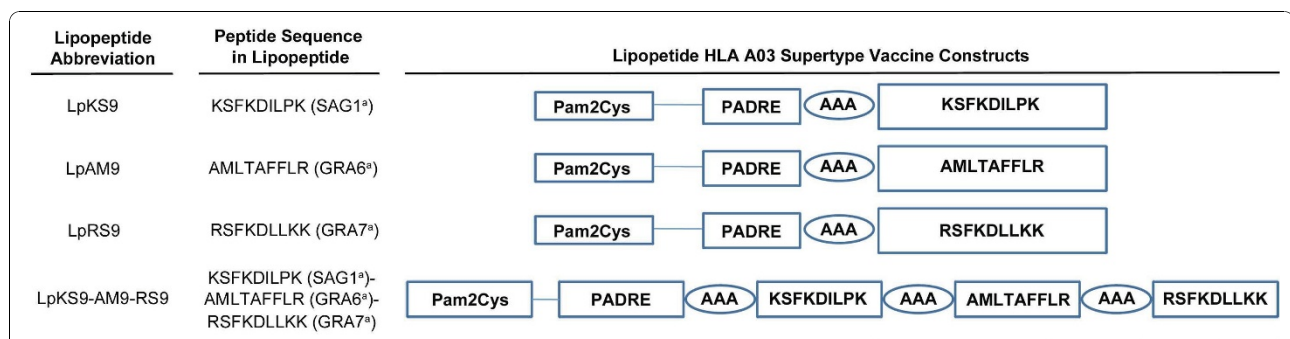 Lipopeptide Abbreviation
Peptide Sequence in Lipopeptide
Lipopetide HLA A03 Supertype Vaccine Constructs
LpKS9 KSFKDILPK (SAG1ᵃ) Pam2Cys PADRE AAA KSFKDILPK
LpAM9 AMLTAFFLR (GRA6ᵃ) Pam2Cys PADRE AAA AMLTAFFLR
LpRS9 RSFKDLLKK (GRA7ᵃ) Pam2Cys PADRE AAA RSFKDLLKK
LpKS9-AM9-RS9
KSFKDILPK (SAG1ᵃ)-
AMLTAFFLR (GRA6ᵃ)-
RSFKDLLKK (GRA7ᵃ)
Pam2Cys PADRE AAA KSFKDILPK AAA AMLTAFFLR AAA RSFKDLLKK